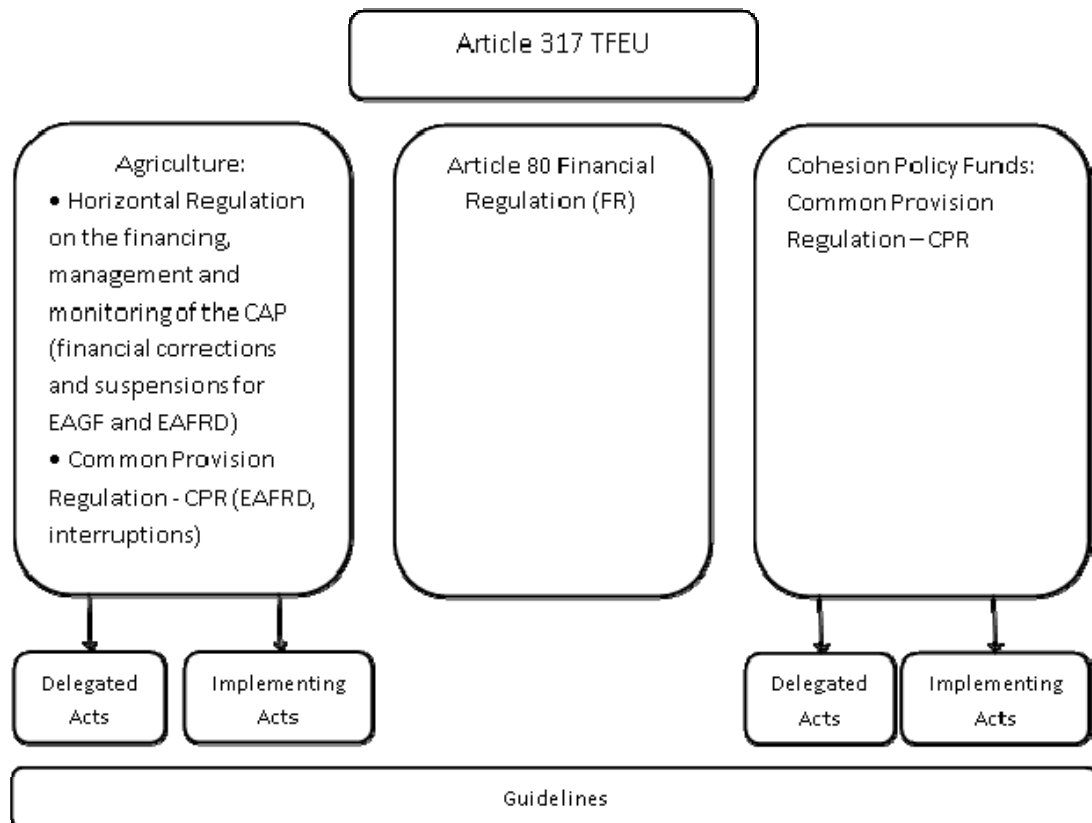 Article 317 TFEU
Agriculture:
• Horizontal Regulation
on the financing,
management and
monitoring of the CAP
(financial corrections
and suspensions for
EAGF and EAFRD)
• Common Provision
Regulation - CPR (EAFRD,
interruptions)
Article 80 Financial
Regulation (FR)
Cohesion Policy Funds:
Common Provision
Regulation – CPR
Delegated
Acts
Implementing
Acts
Delegated
Acts
Implementing
Acts
Guidelines